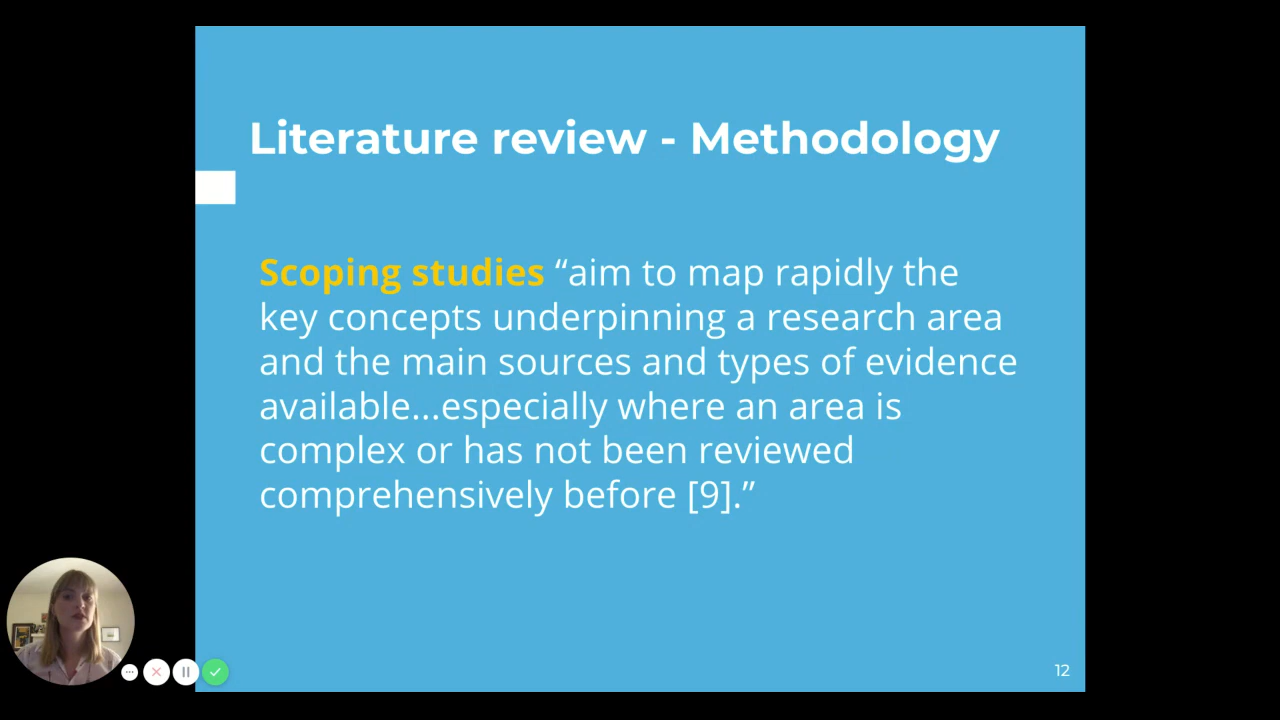 Literature review - Methodology
Scoping studies “aim to map rapidly the
key concepts underpinning a research area
and the main sources and types of evidence
available...especially where an area is
complex or has not been reviewed
comprehensively before [9].”
12